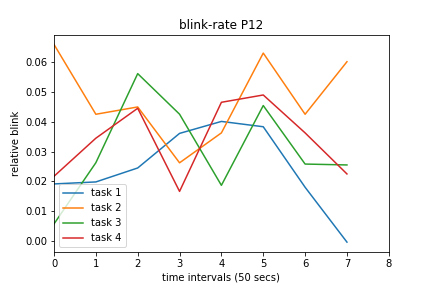 blink-rate P12
relative blink
0.06
0.05
0.04
0.03
0.02
0.01
0.00
task 1
task 2
task 3
task 4
0 1 2 3 4 5 6 7 8
time intervals (50 secs)